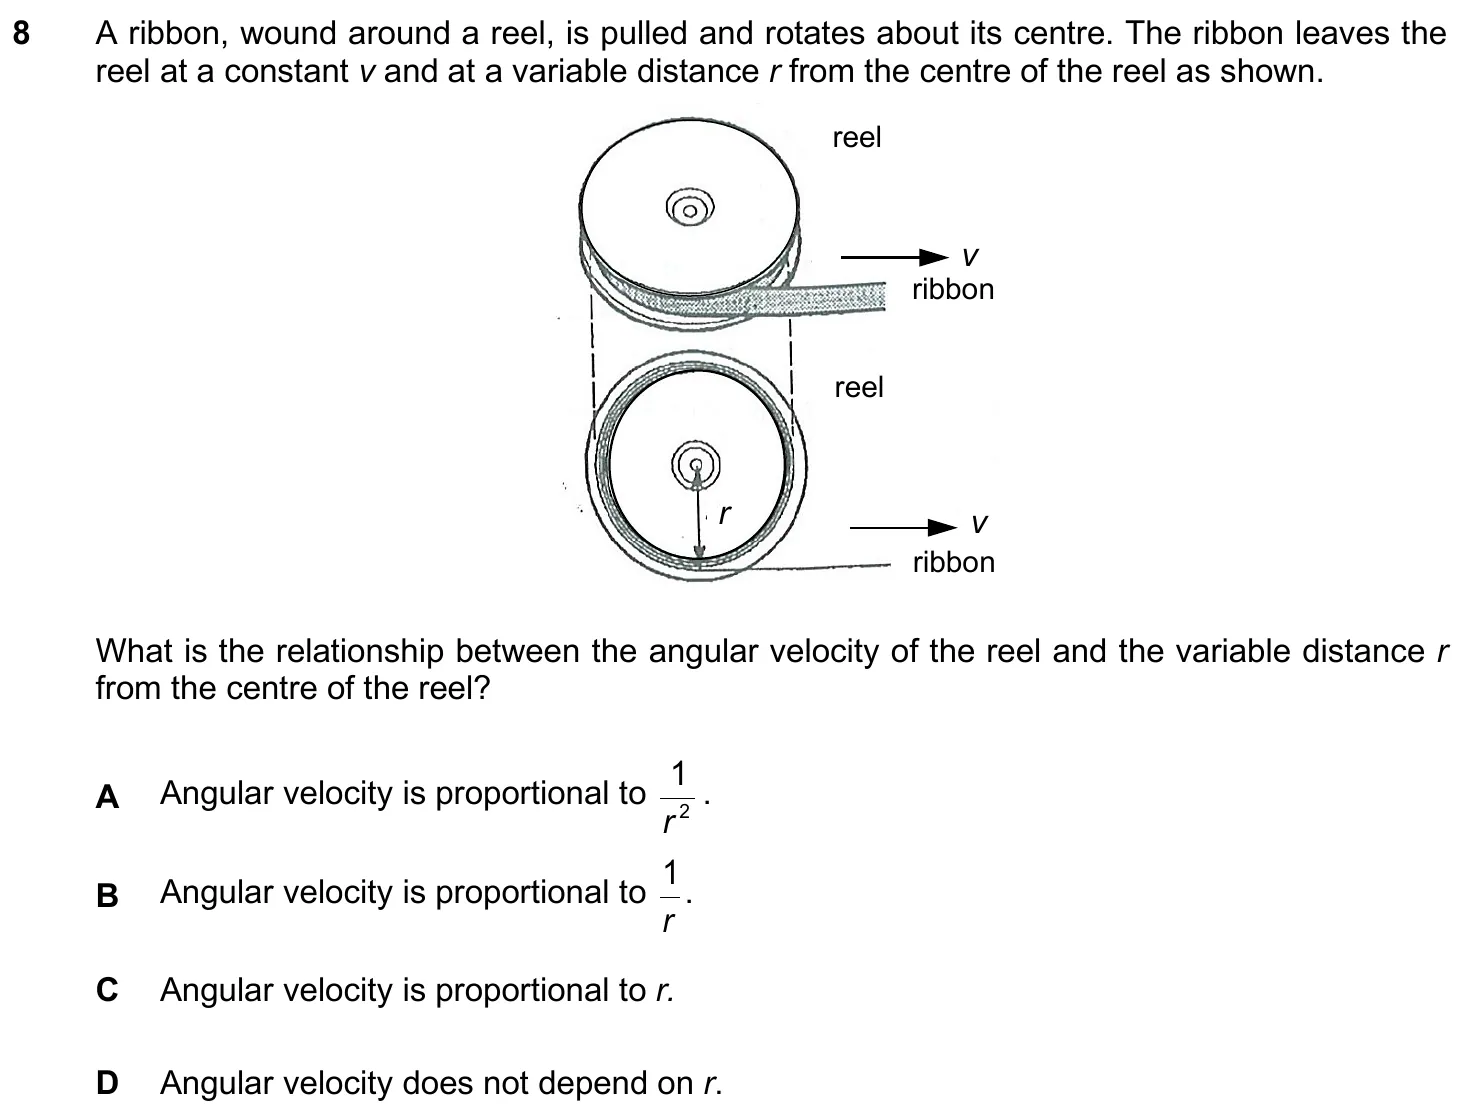 8 A ribbon, wound around a reel, is pulled and rotates about its centre. The ribbon leaves the
reel at a constant v and at a variable distance r from the centre of the reel as shown.
reel
v
ribbon
reel
r
v
ribbon
What is the relationship between the angular velocity of the reel and the variable distance r
from the centre of the reel?
A Angular velocity is proportional to 1/r².
B Angular velocity is proportional to 1/r.
C Angular velocity is proportional to r.
D Angular velocity does not depend on r.